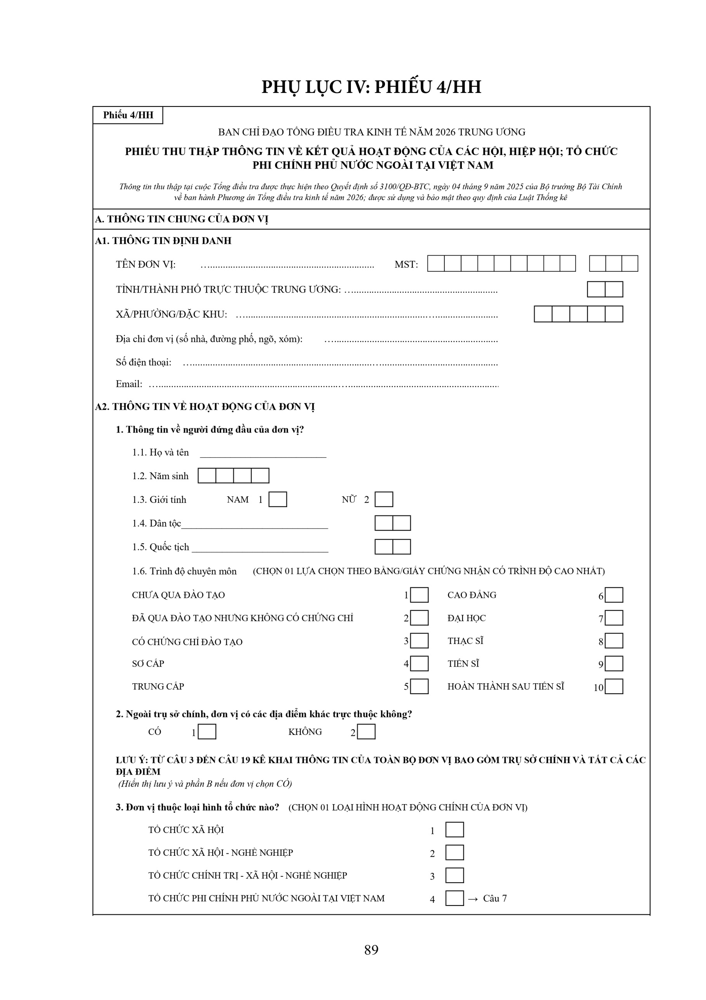 PHỤ LỤC IV: PHIẾU 4/HH
Phiếu 4/HH
BAN CHỈ ĐẠO TỔNG ĐIỀU TRA KINH TẾ NĂM 2026 TRUNG ƯƠNG
PHIẾU THU THẬP THÔNG TIN VỀ KẾT QUẢ HOẠT ĐỘNG CỦA CÁC HỘI, HIỆP HỘI; TỔ CHỨC
PHI CHÍNH PHỦ NƯỚC NGOÀI TẠI VIỆT NAM
Thông tin thu thập tại cuộc Tổng điều tra được thực hiện theo Quyết định số 3100/QĐ-BTC, ngày 04 tháng 9 năm 2025 của Bộ trưởng Bộ Tài Chính
về ban hành Phương án Tổng điều tra kinh tế năm 2026; được sử dụng và bảo mật theo quy định của Luật Thống kê
A. THÔNG TIN CHUNG CỦA ĐƠN VỊ
A1. THÔNG TIN ĐỊNH DANH
TÊN ĐƠN VỊ: ........................................ MST:
TỈNH/THÀNH PHỐ TRỰC THUỘC TRUNG ƯƠNG: ........................................
XÃ/PHƯỜNG/ĐẶC KHU: ........................................
Địa chỉ đơn vị (số nhà, đường phố, ngõ, xóm): ........................................
Số điện thoại: ........................................
Email: ........................................
A2. THÔNG TIN VỀ HOẠT ĐỘNG CỦA ĐƠN VỊ
1. Thông tin về người đứng đầu của đơn vị?
1.1. Họ và tên ____________________
1.2. Năm sinh
1.3. Giới tính NAM 1 NỮ 2
1.4. Dân tộc____________________
1.5. Quốc tịch ____________________
1.6. Trình độ chuyên môn (CHỌN 01 LỰA CHỌN THEO BẰNG/GIẤY CHỨNG NHẬN CÓ TRÌNH ĐỘ CAO NHẤT)
CHƯA QUA ĐÀO TẠO 1 CAO ĐẲNG 6
ĐÃ QUA ĐÀO TẠO NHƯNG KHÔNG CÓ CHỨNG CHỈ 2 ĐẠI HỌC 7
CÓ CHỨNG CHỈ ĐÀO TẠO 3 THẠC SĨ 8
SƠ CẤP 4 TIẾN SĨ 9
TRUNG CẤP 5 HOÀN THÀNH SAU TIẾN SĨ 10
2. Ngoài trụ sở chính, đơn vị có các địa điểm khác trực thuộc không?
CÓ 1 KHÔNG 2
LƯU Ý: TỪ CÂU 3 ĐẾN CÂU 19 KÊ KHAI THÔNG TIN CỦA TOÀN BỘ ĐƠN VỊ BAO GỒM TRỤ SỞ CHÍNH VÀ TẤT CẢ CÁC
ĐỊA ĐIỂM
(Hiển thị lưu ý và phần B nếu đơn vị chọn CÓ)
3. Đơn vị thuộc loại hình tổ chức nào? (CHỌN 01 LOẠI HÌNH HOẠT ĐỘNG CHÍNH CỦA ĐƠN VỊ)
TỔ CHỨC XÃ HỘI 1
TỔ CHỨC XÃ HỘI - NGHỀ NGHIỆP 2
TỔ CHỨC CHÍNH TRỊ - XÃ HỘI - NGHỀ NGHIỆP 3
TỔ CHỨC PHI CHÍNH PHỦ NƯỚC NGOÀI TẠI VIỆT NAM 4 → Câu 7
89